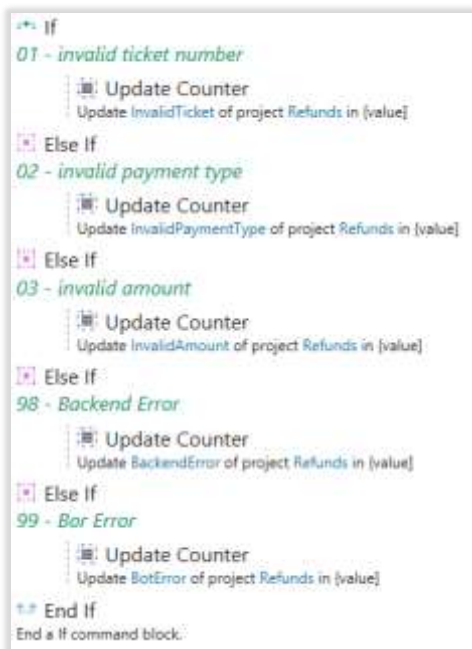 If
01 - invalid ticket number
Update Counter
Update InvalidTicket of project Refunds in {value}
Else If
02 - invalid payment type
Update Counter
Update InvalidPaymentType of project Refunds in {value}
Else If
03 - invalid amount
Update Counter
Update InvalidAmount of project Refunds in {value}
Else If
98 - Backend Error
Update Counter
Update BackendError of project Refunds in {value}
Else If
99 - Bor Error
Update Counter
Update BotError of project Refunds in {value}
End If
End a If command block.